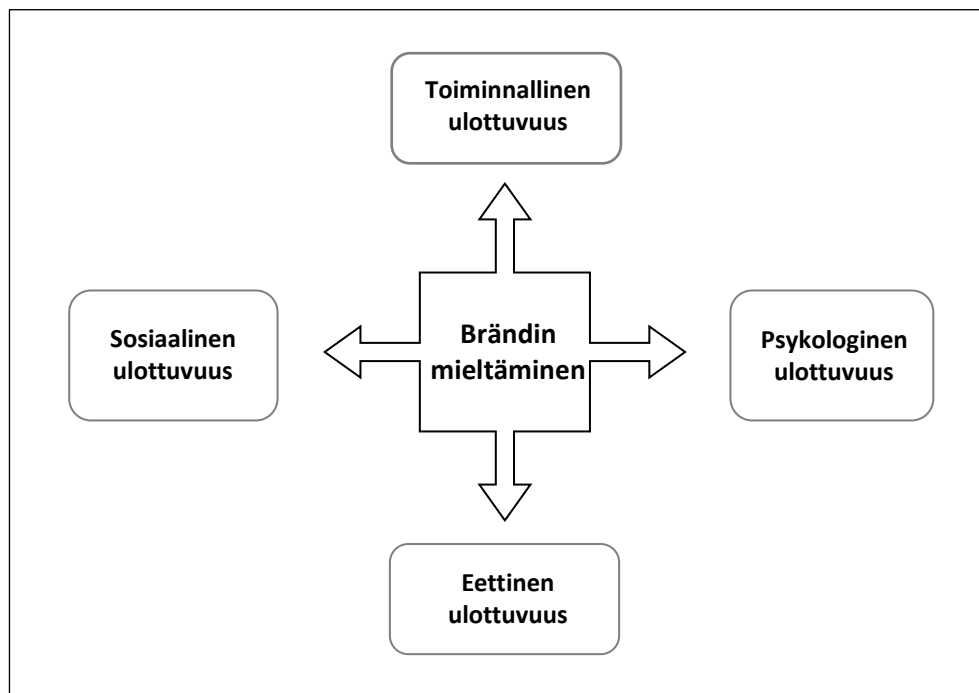 Toiminnallinen
ulottuvuus
Sosiaalinen
ulottuvuus
Brändin
mieltäminen
Psykologinen
ulottuvuus
Eettinen
ulottuvuus